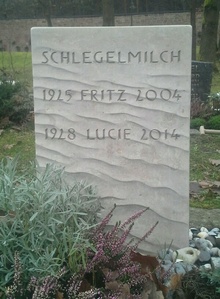 SCHLEGELMILCH
1925 FRITZ 2004
1928 LUCIE 2014